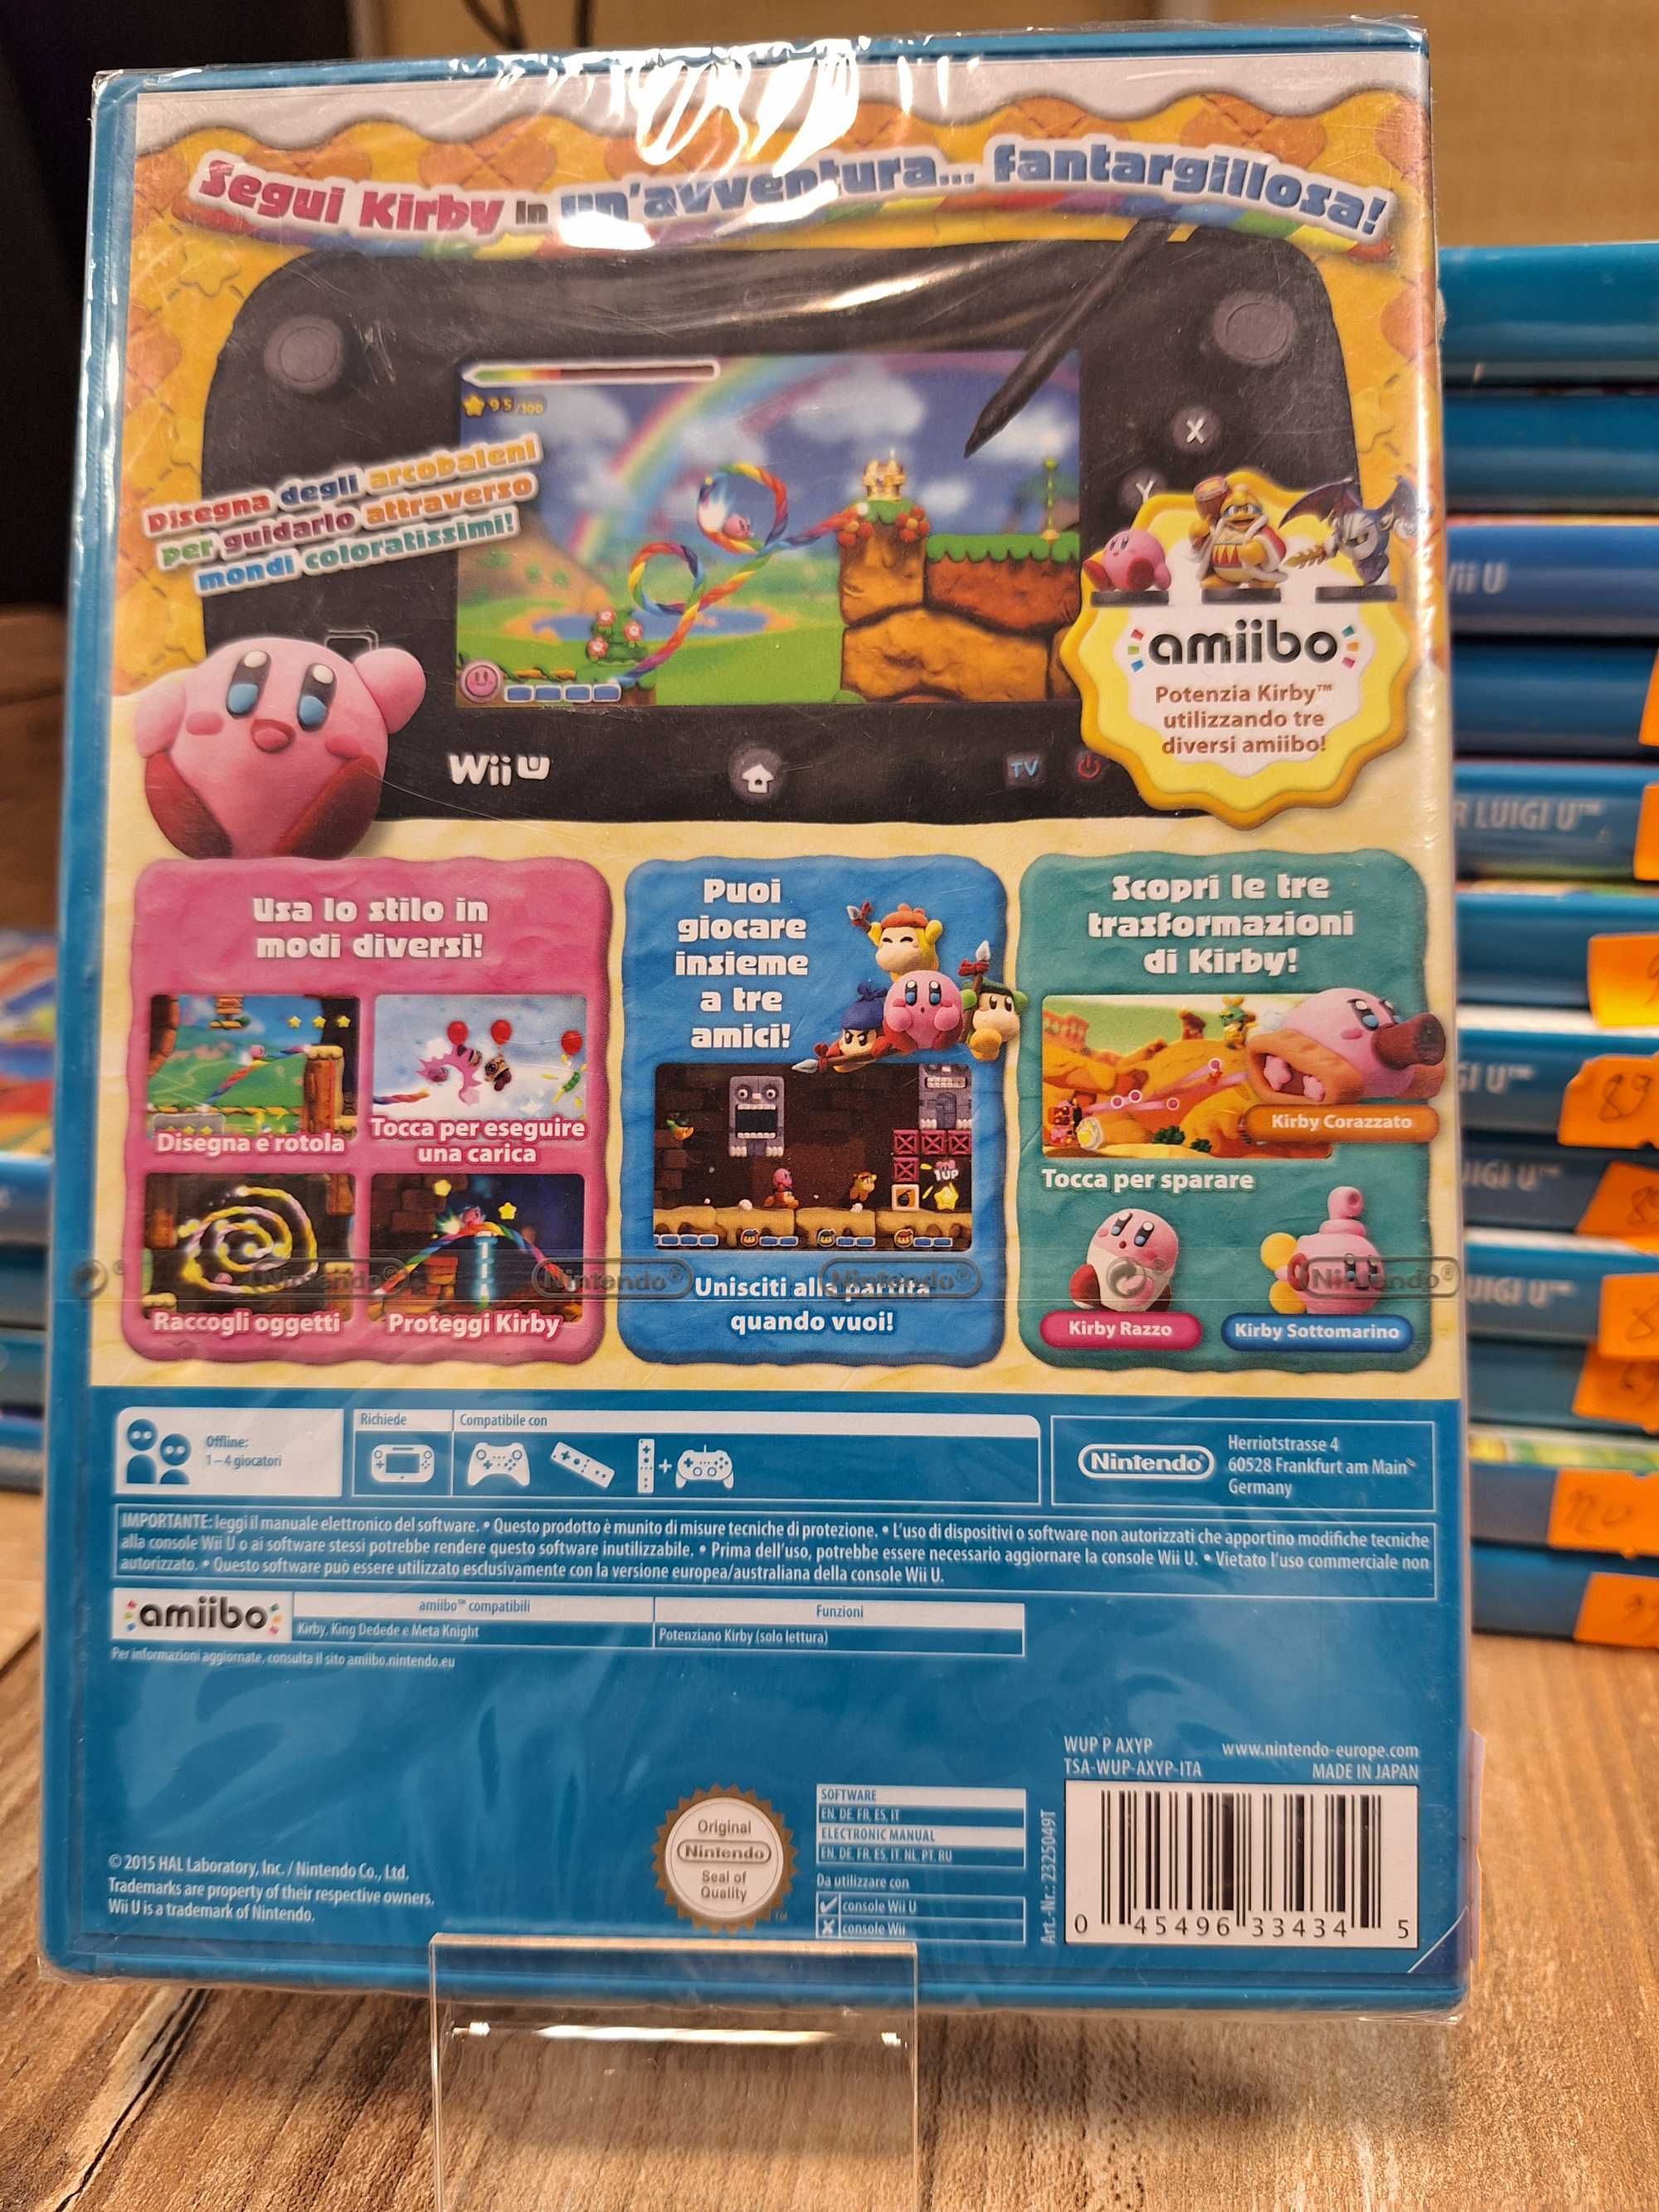 Segui Kirby in un'avventura... fantargillosa!
95/100
Disegna degli arcobaleni
per guidarlo attraverso
mondi coloratissimi!
X
Y
Wii U
TV
amiibo
Potenzia Kirby™
utilizzando tre
diversi amiibo!
Usa lo stilo in
modi diversi!
Disegna e rotola
Tocca per eseguire
una carica
Raccogli oggetti
Proteggi Kirby
Puoi
giocare
insieme
a tre
amici!
1UP
Unisciti alla partita
quando vuoi!
Scopri le tre
trasformazioni
di Kirby!
Kirby Corazzato
Tocca per sparare
Kirby Razzo
Kirby Sottomarino
Nintendo®
Nintendo®
Nintendo®
Nintendo®
Offline:
1–4 giocatori
Richiede
Compatibile con
+
Nintendo®
Herriotstrasse 4
60528 Frankfurt am Main
Germany
IMPORTANTE: leggi il manuale elettronico del software. • Questo prodotto è munito di misure tecniche di protezione. • L'uso di dispositivi o software non autorizzati che apportino modifiche tecniche
alla console Wii U o ai software stessi potrebbe rendere questo software inutilizzabile. • Prima dell'uso, potrebbe essere necessario aggiornare la console Wii U. • Vietato l'uso commerciale non
autorizzato. • Questo software può essere utilizzato esclusivamente con la versione europea/australiana della console Wii U.
amiibo
amiibo™ compatibili
Funzioni
Kirby, King Dedede e Meta Knight
Potenziano Kirby (solo lettura)
Per informazioni aggiornate, consulta il sito amiibo.nintendo.eu
WUP P AXYP
www.nintendo-europe.com
TSA-WUP-AXYP-ITA
MADE IN JAPAN
© 2015 HAL Laboratory, Inc. / Nintendo Co., Ltd.
Trademarks are property of their respective owners.
Wii U is a trademark of Nintendo.
Original
Nintendo
Seal of
Quality
TM
SOFTWARE
EN, DE, FR, ES, IT
ELECTRONIC MANUAL
EN, DE, FR, ES, IT, NL, PT, RU
Da utilizzare con
console Wii U
console Wii
Art.-Nr.: 2325049T
0 45496 33434 5
Wii U
R LUIGI U™
GI U™
UIGI U™
UIGI U™
89
120